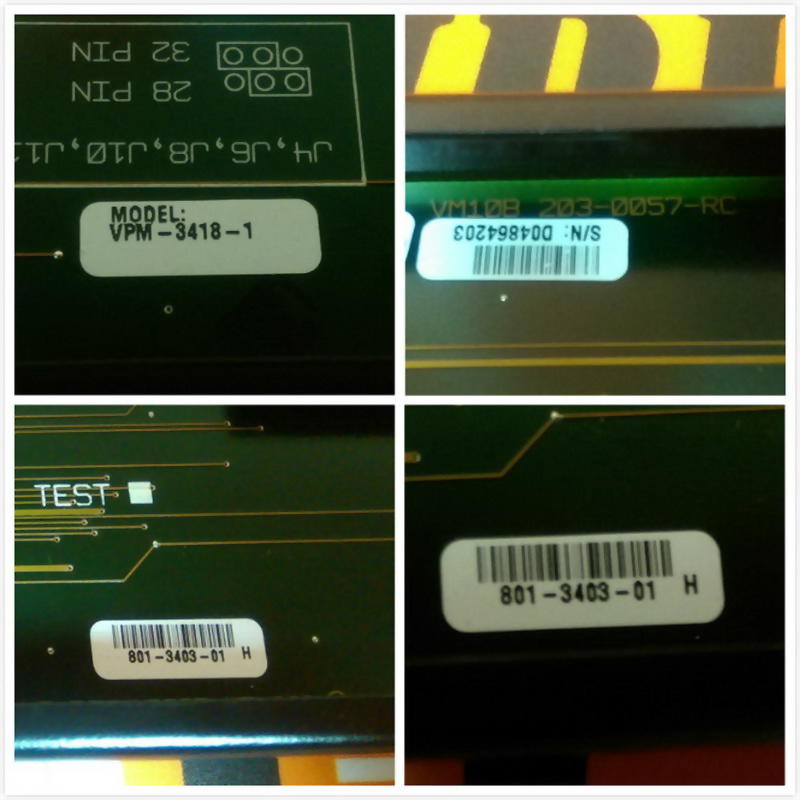 32 PIN
28 PIN
J4,J6,J8,J10,J11
MODEL:
VPM-3418-1
VM10B 203-0057-RC
S/N: D04864203
TEST
801-3403-01 H
801-3403-01 H